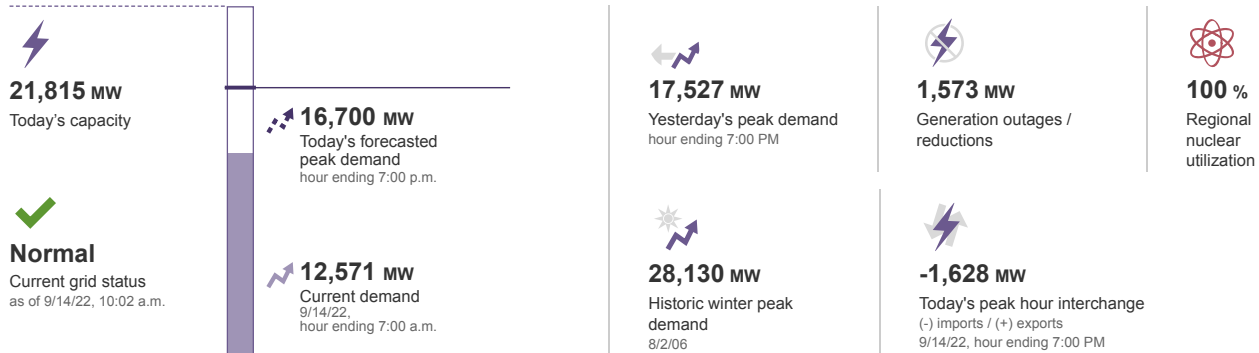 21,815 MW
Today's capacity
Normal
Current grid status
as of 9/14/22, 10:02 a.m.
16,700 MW
Today's forecasted
peak demand
hour ending 7:00 p.m.
12,571 MW
Current demand
9/14/22,
hour ending 7:00 a.m.
17,527 MW
Yesterday's peak demand
hour ending 7:00 PM
1,573 MW
Generation outages /
reductions
100 %
Regional
nuclear
utilization
28,130 MW
Historic winter peak
demand
8/2/06
-1,628 MW
Today's peak hour interchange
(-) imports / (+) exports
9/14/22, hour ending 7:00 PM